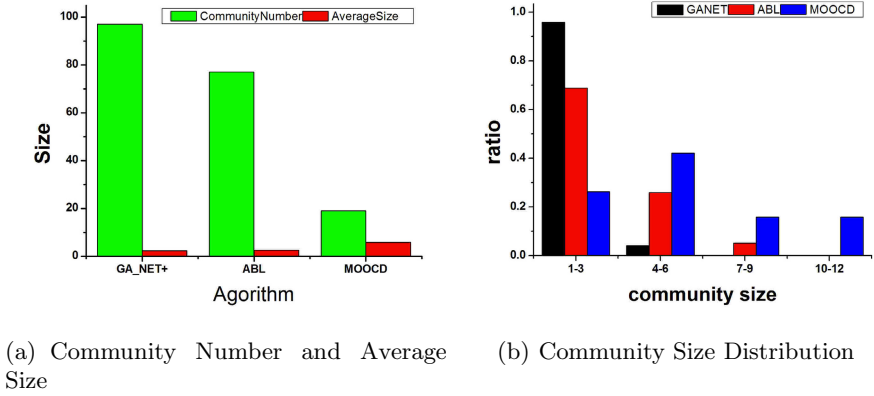 CommunityNumber AverageSize
100
80
60
40
20
0
Size
GA_NET+ ABL MOOCD
Agorithm
GANET ABL MOOCD
1.0
0.8
0.6
0.4
0.2
0.0
ratio
1-3 4-6 7-9 10-12
community size
(a) Community Number and Average
Size
(b) Community Size Distribution